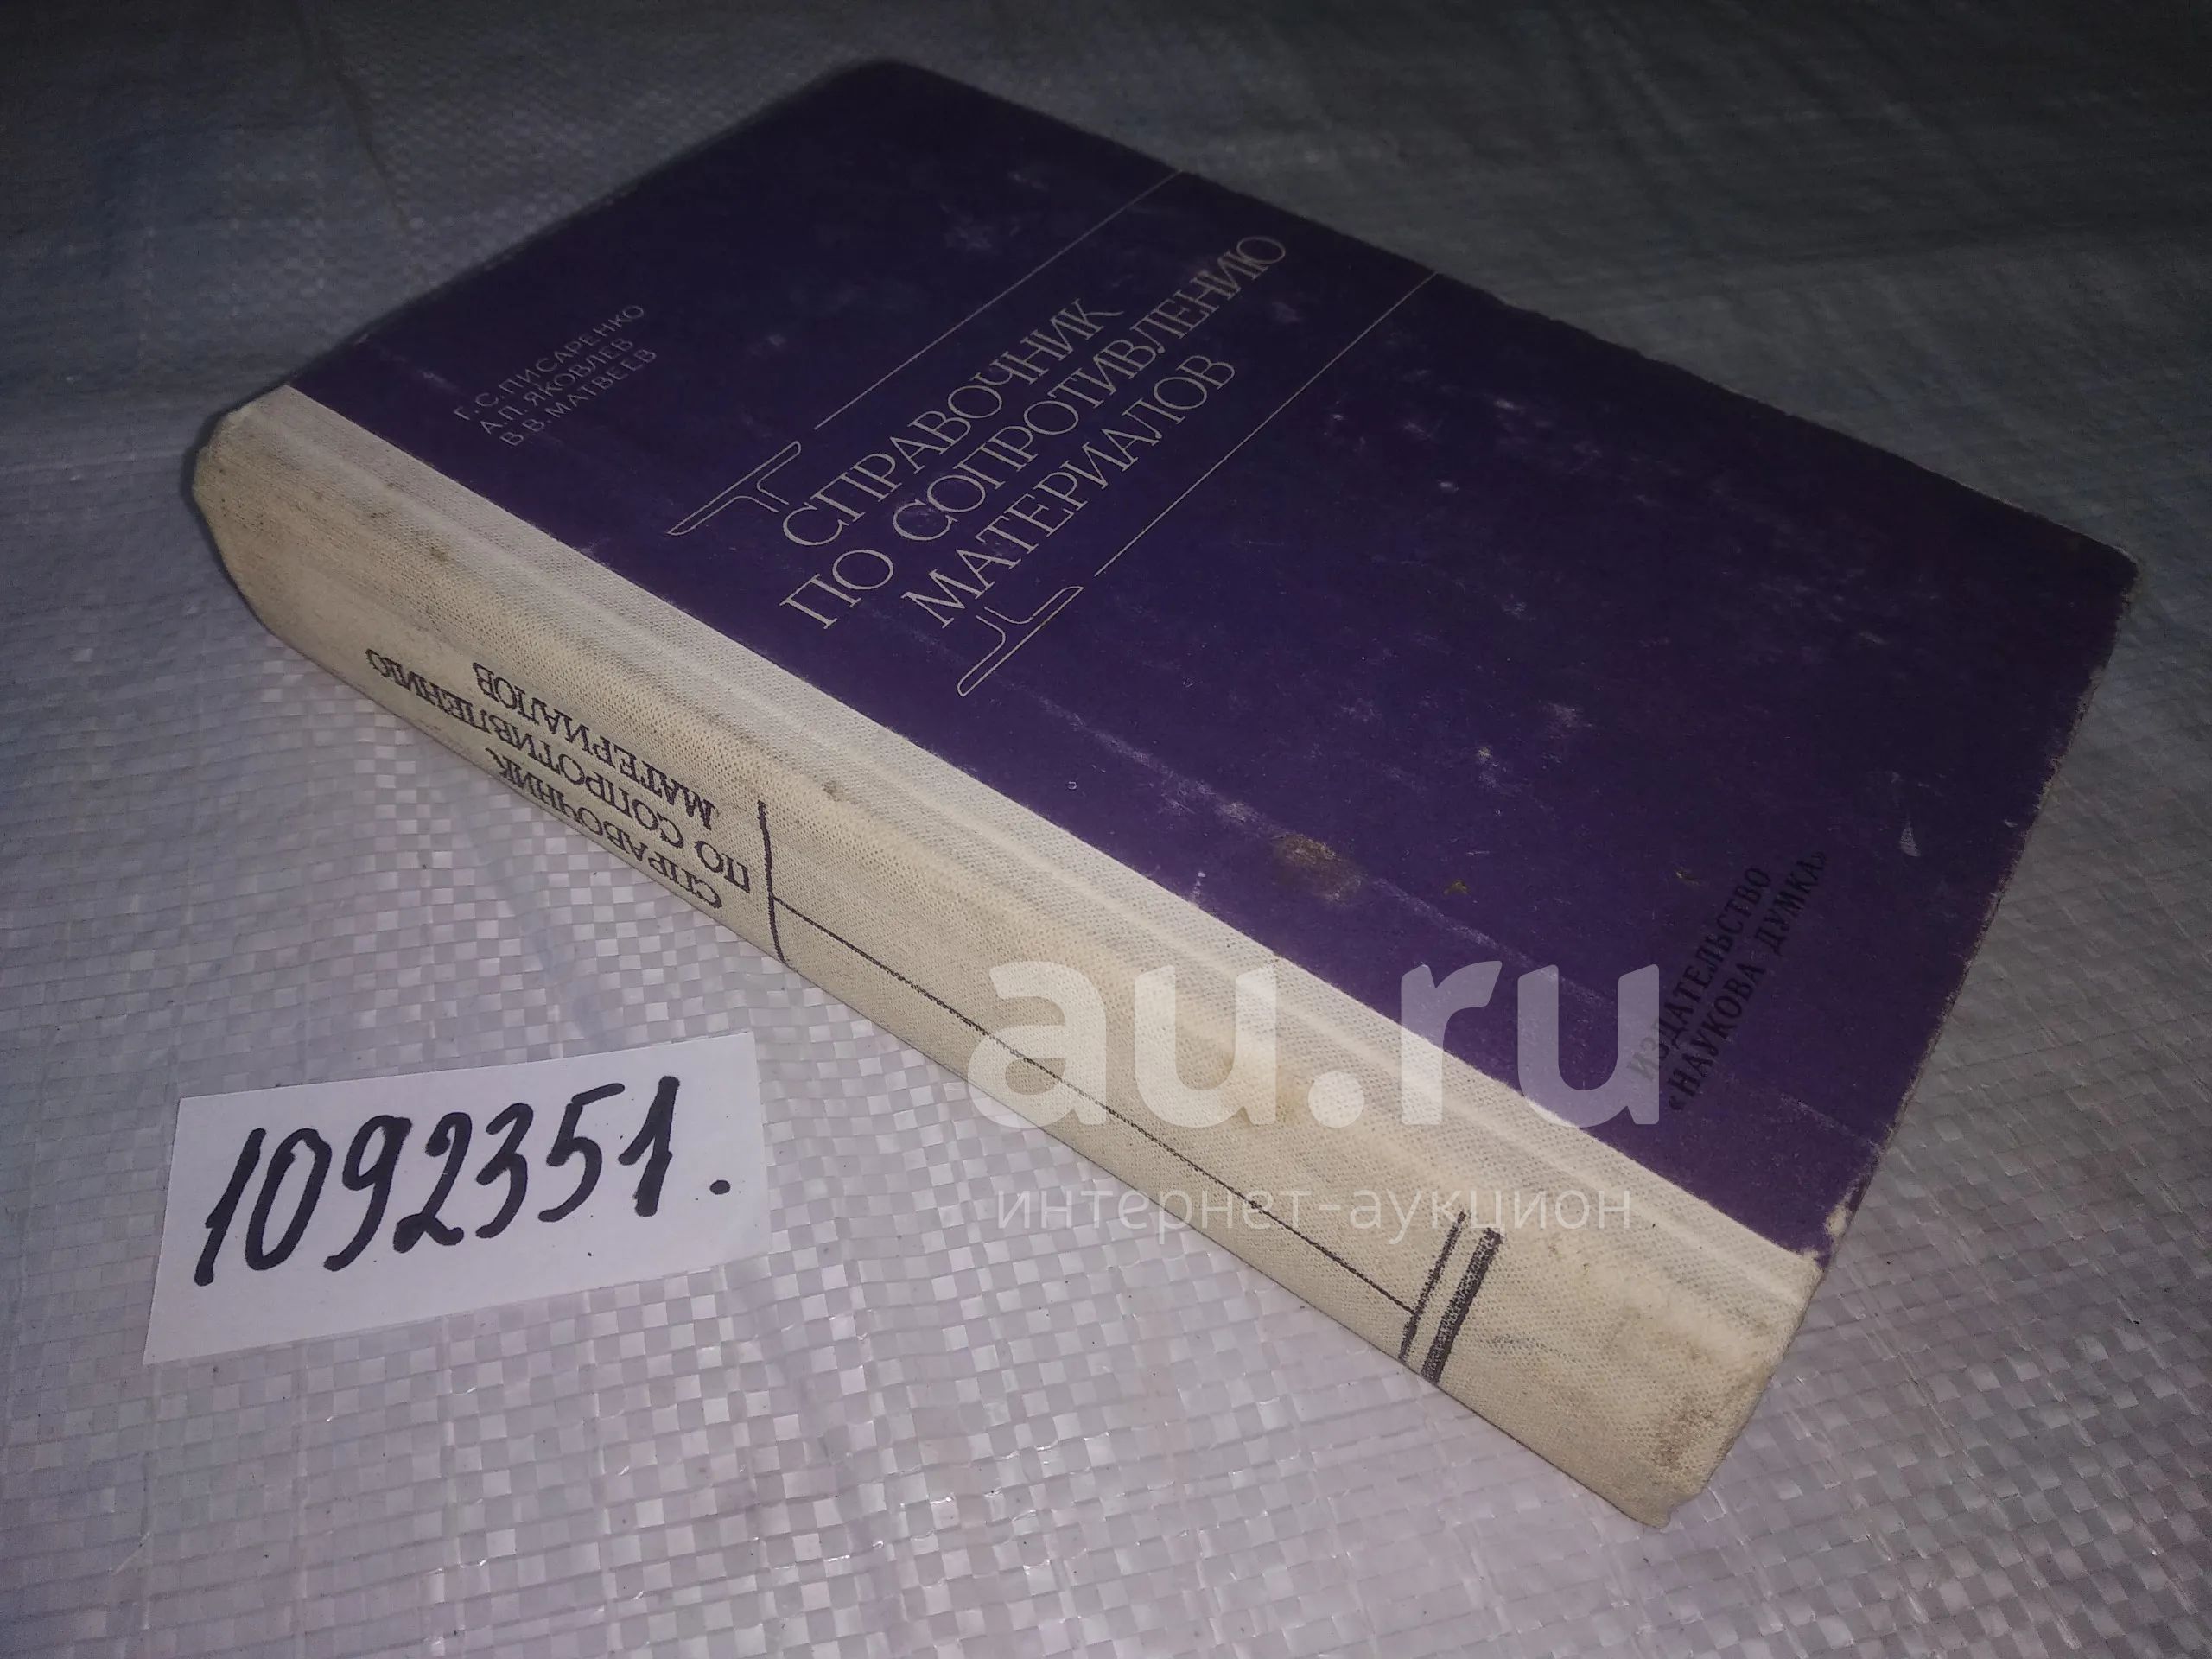 Г. С. ПИСАРЕНКО
А.П. ЯКОВЛЕВ
В.В. МАТВЕЕВ
СПРАВОЧНИК
ПО СОПРОТИВЛЕНИЮ
МАТЕРИАЛОВ
ИЗДАТЕЛЬСТВО
«НАУКОВА ДУМКА»
СПРАВОЧНИК
ПО СОПРОТИВЛЕНИЮ
МАТЕРИАЛОВ
1092351.
au.ru
интернет-аукцион